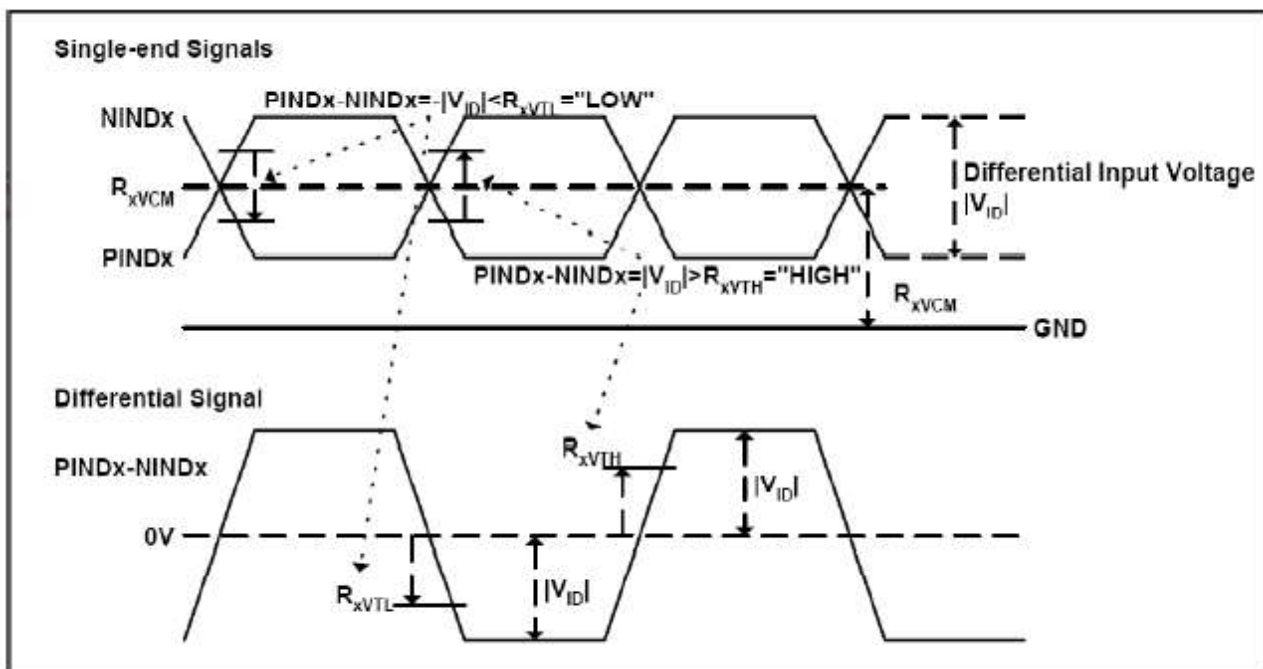 Single-end Signals
PINDx-NINDx=-|VID|<RxVTL="LOW"
NINDx
RxVCM
Differential Input Voltage
|VID|
PINDx
PINDx-NINDx=|VID|>RxVTH="HIGH"
RxVCM
GND
Differential Signal
PINDx-NINDx
RxVTH
|VID|
0V
RxVTL
|VID|